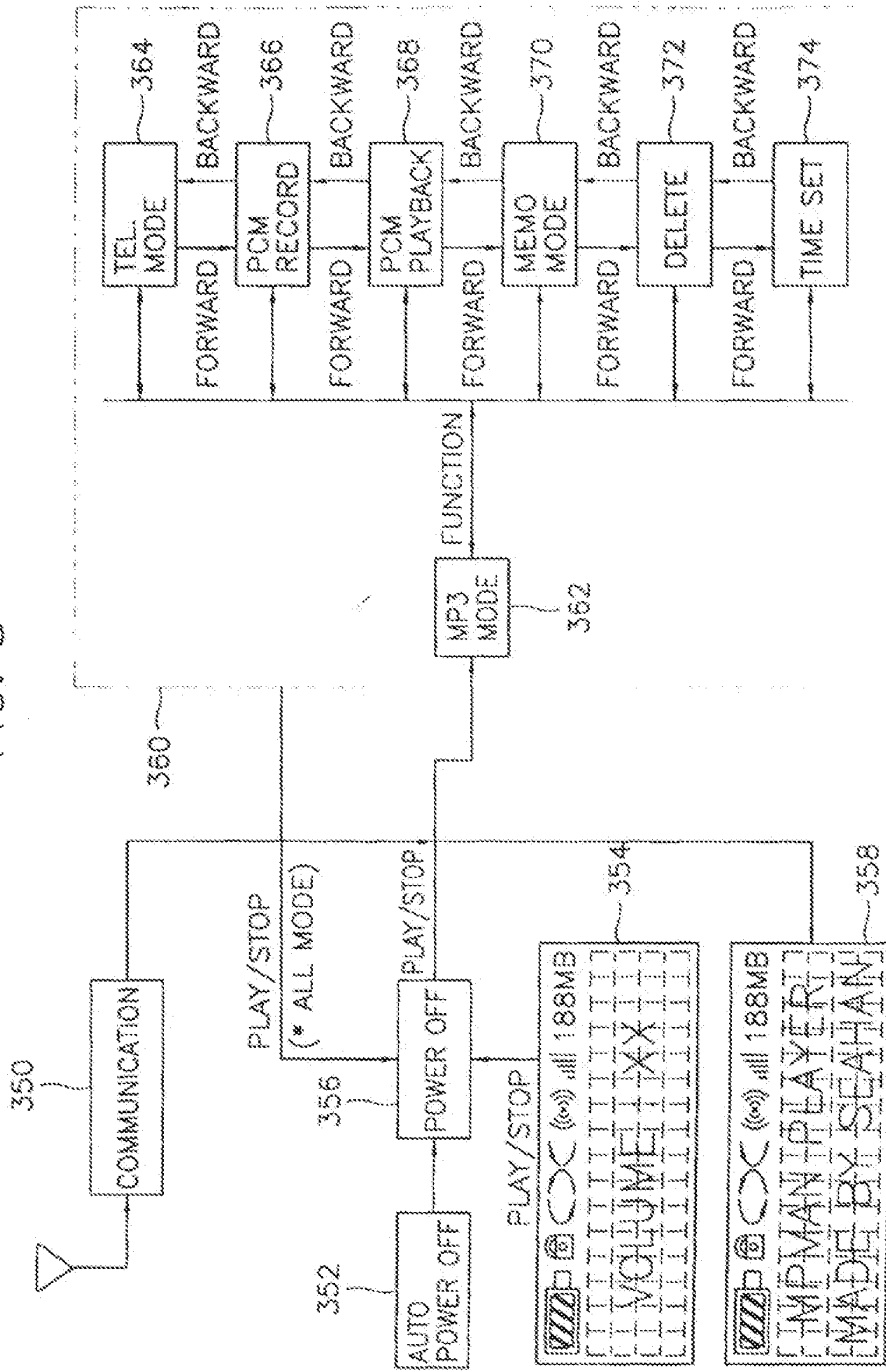 350
COMMUNICATION
352
AUTO
POWER OFF
356
POWER OFF
PLAY/STOP
(* ALL MODE)
PLAY/STOP
PLAY/STOP
188MB
VOLUME : XX
354
188MB
MPMAN PLAYER
MADE BY SEAHAN
358
360
MP3
MODE
362
FUNCTION
TEL.
MODE
364
FORWARD
BACKWARD
PCM
RECORD
366
FORWARD
BACKWARD
PCM
PLAYBACK
368
FORWARD
BACKWARD
MEMO
MODE
370
FORWARD
BACKWARD
DELETE
372
FORWARD
BACKWARD
TIME SET
374